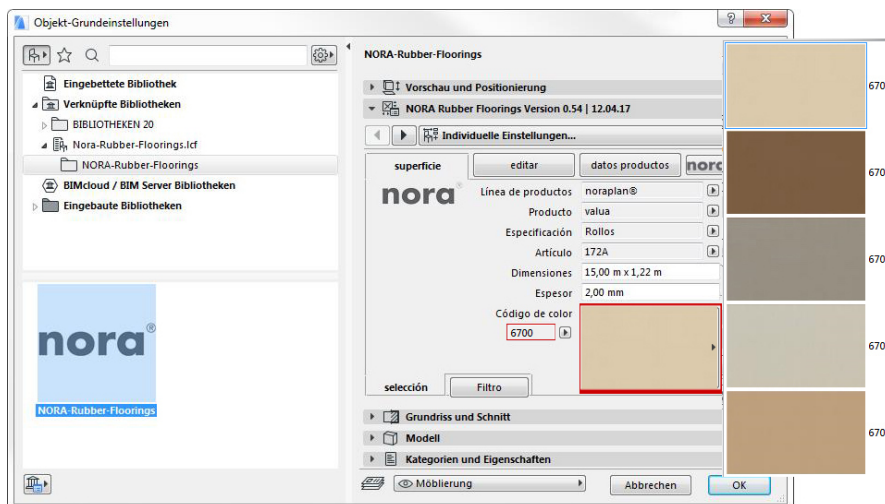 Objekt-Grundeinstellungen
Eingebettete Bibliothek
Verknüpfte Bibliotheken
BIBLIOTHEKEN 20
Nora-Rubber-Floorings.lcf
NORA-Rubber-Floorings
BIMcloud / BIM Server Bibliotheken
Eingebaute Bibliotheken
nora®
NORA-Rubber-Floorings
NORA-Rubber-Floorings
Vorschau und Positionierung
NORA Rubber Floorings Version 0.54 | 12.04.17
Individuelle Einstellungen...
superficie editar datos productos nora
nora®
Línea de productos noraplan®
Producto valua
Especificación Rollos
Artículo 172A
Dimensiones 15,00 m x 1,22 m
Espesor 2,00 mm
Código de color
6700
selección Filtro
Grundriss und Schnitt
Modell
Kategorien und Eigenschaften
Möblierung Abbrechen OK
670
670
670
670
670